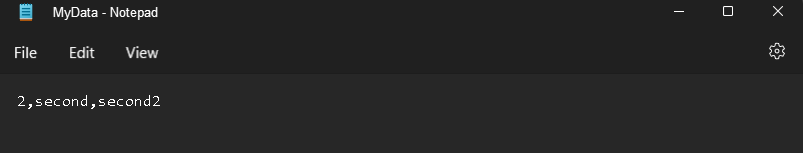 MyData - Notepad
File Edit View
2,second,second2